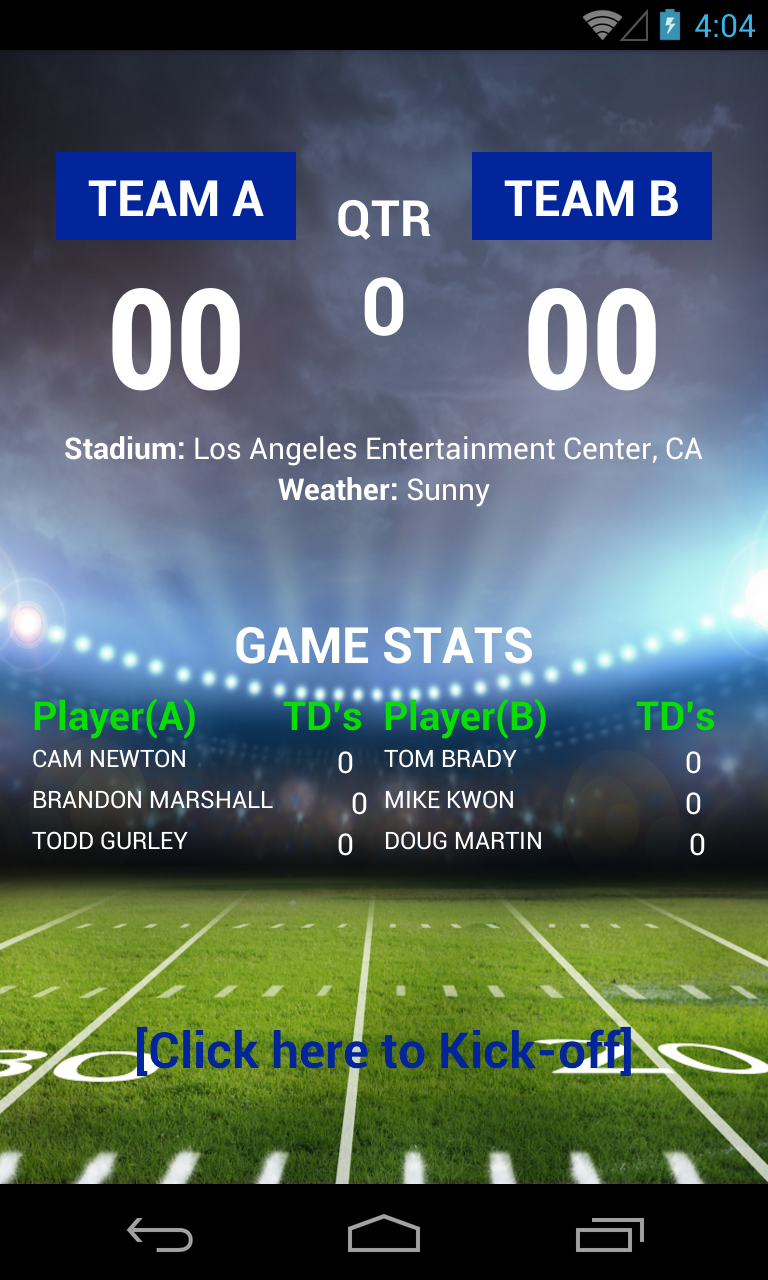 4:04
TEAM A
QTR
TEAM B
00
0
00
Stadium: Los Angeles Entertainment Center, CA
Weather: Sunny
GAME STATS
Player(A) TD's Player(B) TD's
CAM NEWTON 0 TOM BRADY 0
BRANDON MARSHALL 0 MIKE KWON 0
TODD GURLEY 0 DOUG MARTIN 0
[Click here to Kick-off]